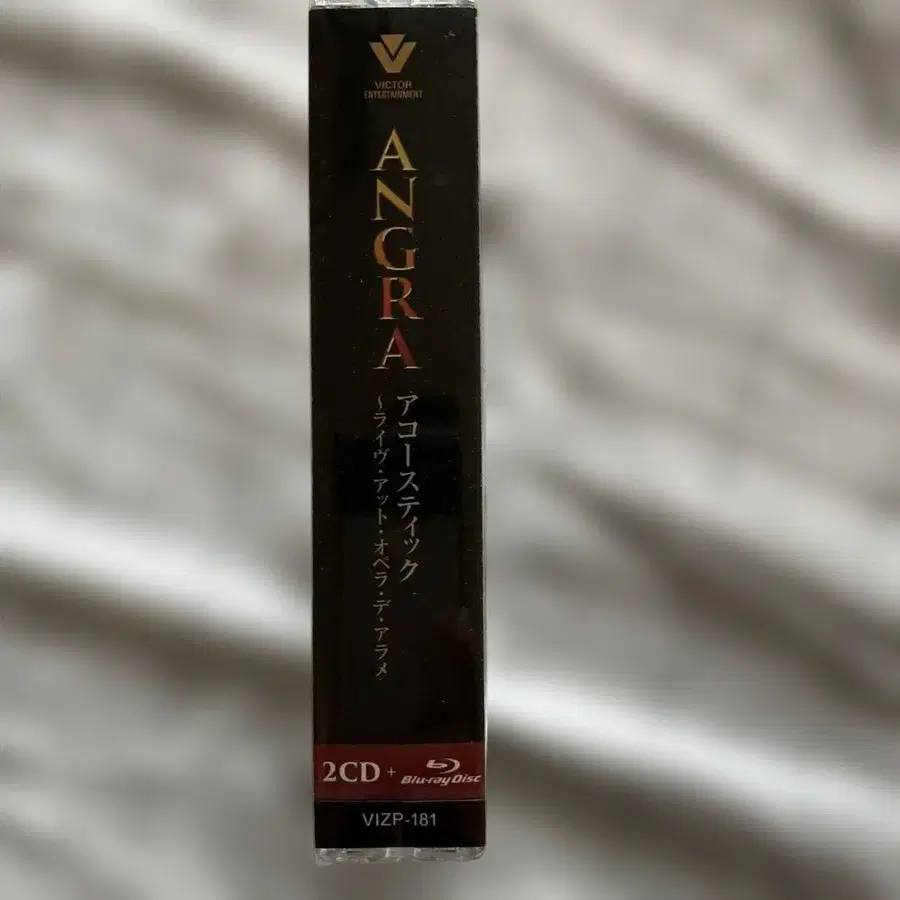 VICTOR
ENTERTAINMENT
ANGRA
アコースティック
～ライヴ・アット・オペラ・デ・アラメ
2CD + Blu-ray Disc
VIZP-181